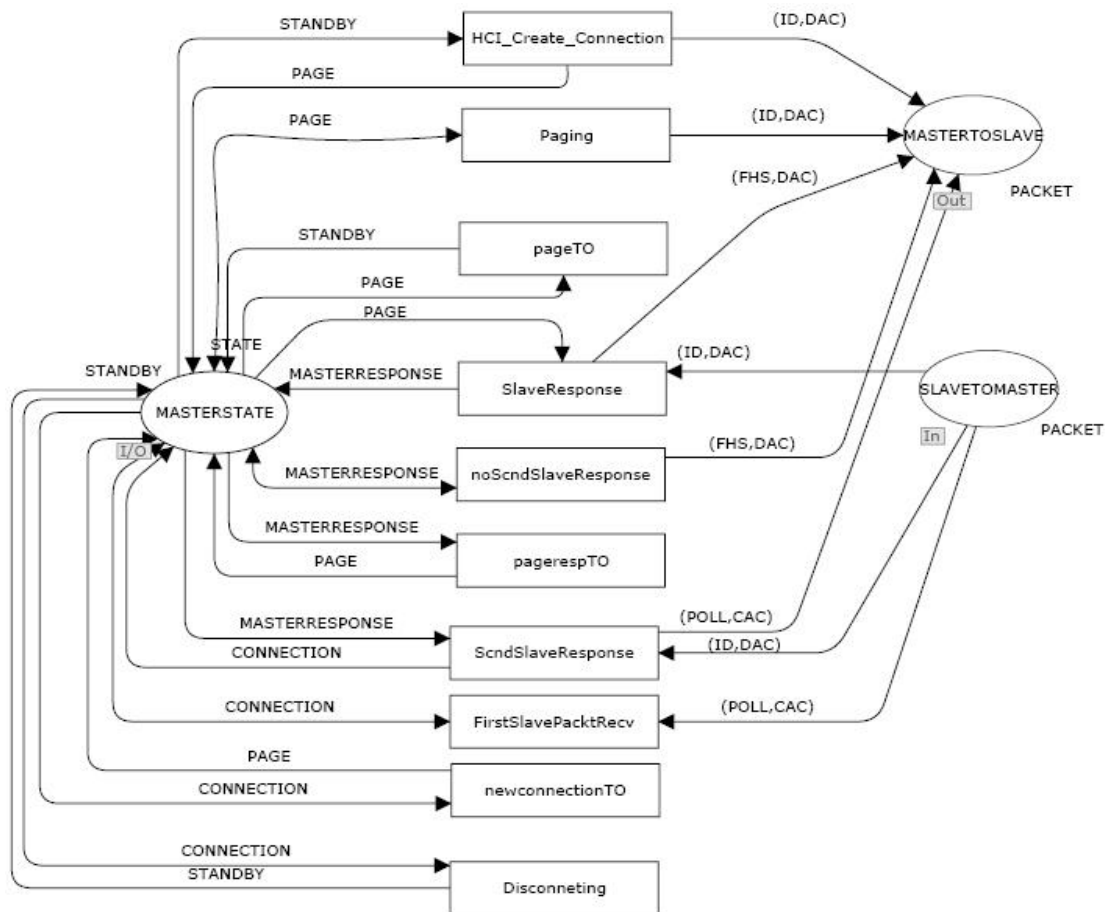 STANDBY
HCI_Create_Connection
(ID,DAC)
PAGE
PAGE
Paging
(ID,DAC)
MASTERTOSLAVE
(FHS,DAC)
PACKET
Out
STANDBY
pageTO
PAGE
PAGE
STATE
(ID,DAC)
STANDBY
MASTERRESPONSE
SlaveResponse
SLAVETOMASTER
MASTERSTATE
PACKET
In
I/O
(FHS,DAC)
MASTERRESPONSE
noScndSlaveResponse
MASTERRESPONSE
PAGE
pagerespTO
MASTERRESPONSE
(POLL,CAC)
CONNECTION
ScndSlaveResponse
(ID,DAC)
CONNECTION
FirstSlavePacktRecv
(POLL,CAC)
PAGE
CONNECTION
newconnectionTO
CONNECTION
STANDBY
Disconneting